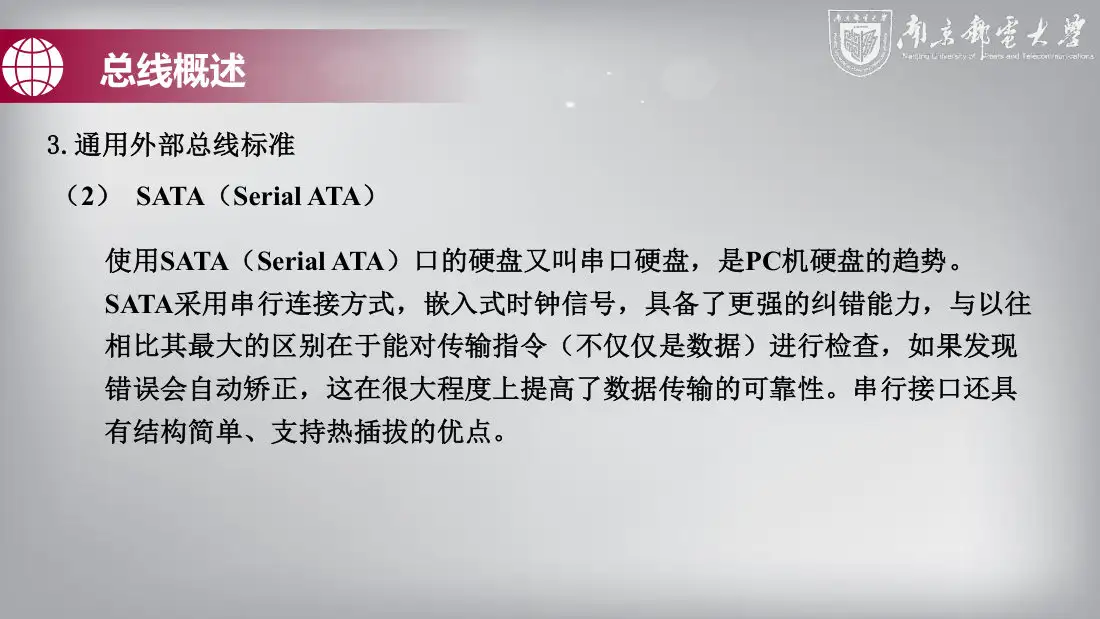 南京邮电大学
Nanjing University of Posts and Telecommunications
总线概述
3. 通用外部总线标准
（2） SATA（Serial ATA）
使用SATA（Serial ATA）口的硬盘又叫串口硬盘，是PC机硬盘的趋势。
SATA采用串行连接方式，嵌入式时钟信号，具备了更强的纠错能力，与以往
相比其最大的区别在于能对传输指令（不仅仅是数据）进行检查，如果发现
错误会自动矫正，这在很大程度上提高了数据传输的可靠性。串行接口还具
有结构简单、支持热插拔的优点。